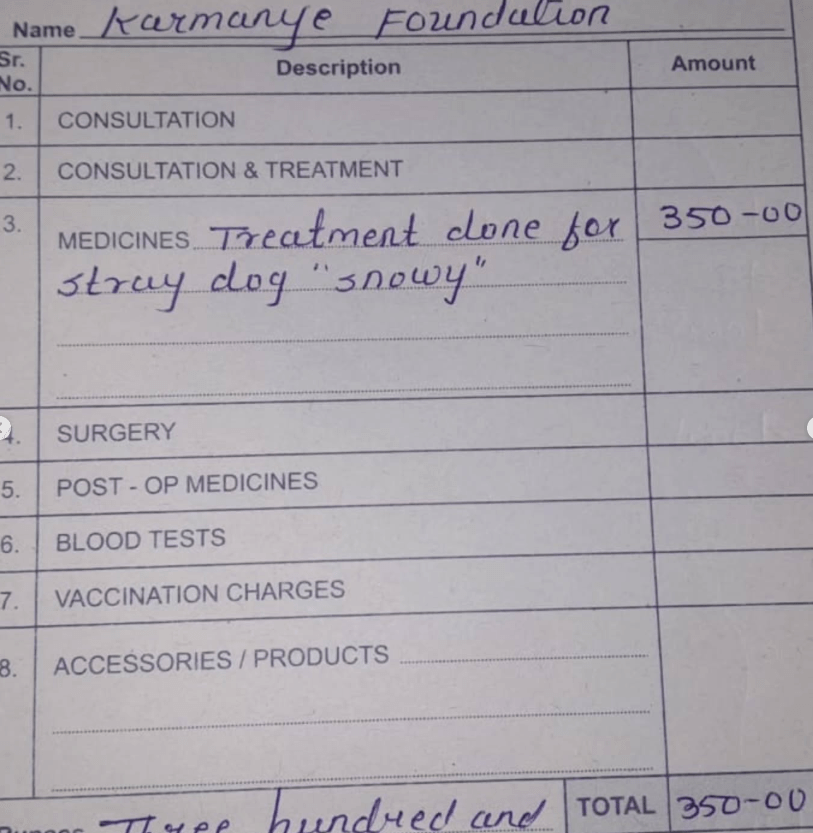 Name Karmanye Foundation
Sr. No. Description Amount
1. CONSULTATION
2. CONSULTATION & TREATMENT
3. MEDICINES Treatment done for 350-00
stray dog "snowy"
4. SURGERY
5. POST - OP MEDICINES
6. BLOOD TESTS
7. VACCINATION CHARGES
8. ACCESSORIES / PRODUCTS
Three hundred and TOTAL 350-00